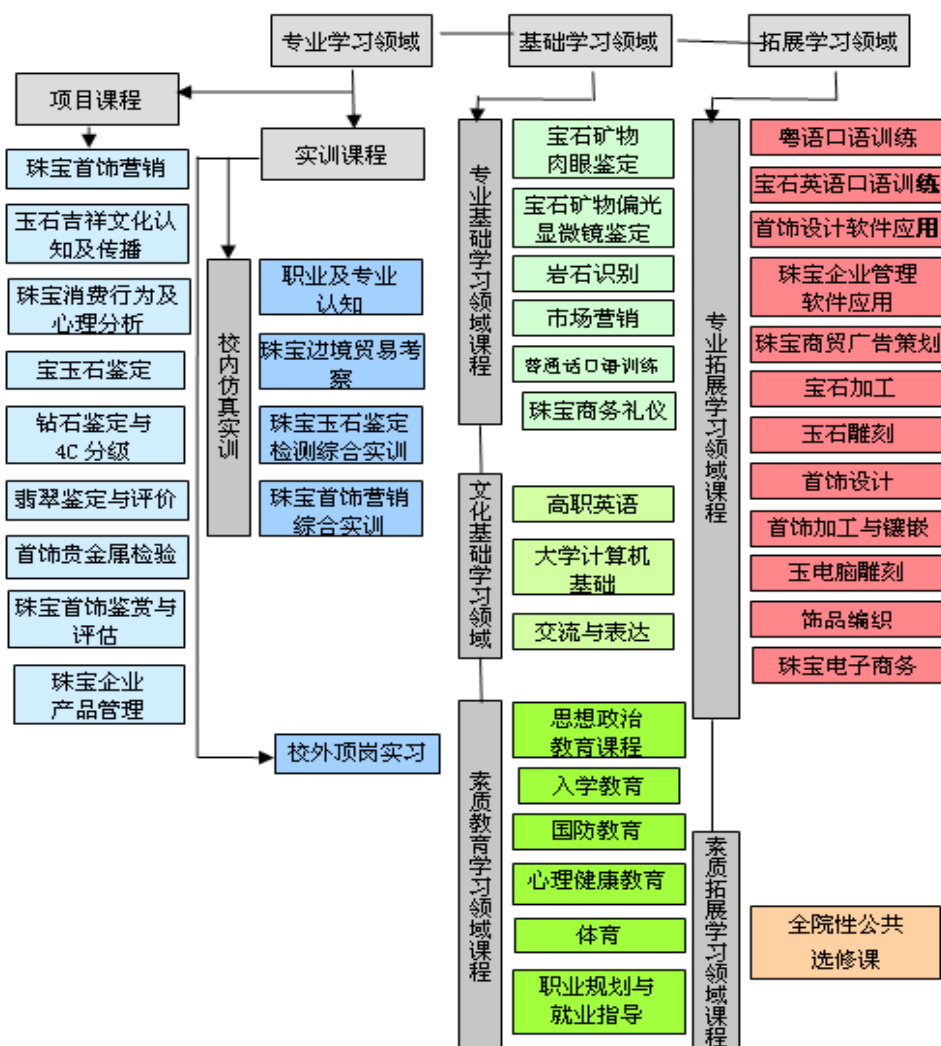 专业学习领域
基础学习领域
拓展学习领域
项目课程
珠宝首饰营销
玉石吉祥文化认
知及传播
珠宝消费行为及
心理分析
宝玉石鉴定
钻石鉴定与
4C 分级
翡翠鉴定与评价
首饰贵金属检验
珠宝首饰鉴赏与
评估
珠宝企业
产品管理
实训课程
校内仿真实训
职业及专业
认知
珠宝边境贸易考
察
珠宝玉石鉴定
检测综合实训
珠宝首饰营销
综合实训
校外顶岗实习
专业基础学习领域课程
宝石矿物
肉眼鉴定
宝石矿物偏光
显微镜鉴定
岩石识别
市场营销
普通话口语训练
珠宝商务礼仪
文化基础学习领域
高职英语
大学计算机
基础
交流与表达
素质教育学习领域课程
思想政治
教育课程
入学教育
国防教育
心理健康教育
体育
职业规划与
就业指导
专业拓展学习领域课程
粤语口语训练
宝石英语口语训练
首饰设计软件应用
珠宝企业管理
软件应用
珠宝商贸广告策划
宝石加工
玉石雕刻
首饰设计
首饰加工与镶嵌
玉电脑雕刻
饰品编织
珠宝电子商务
素质拓展学习领域课程
全院性公共
选修课